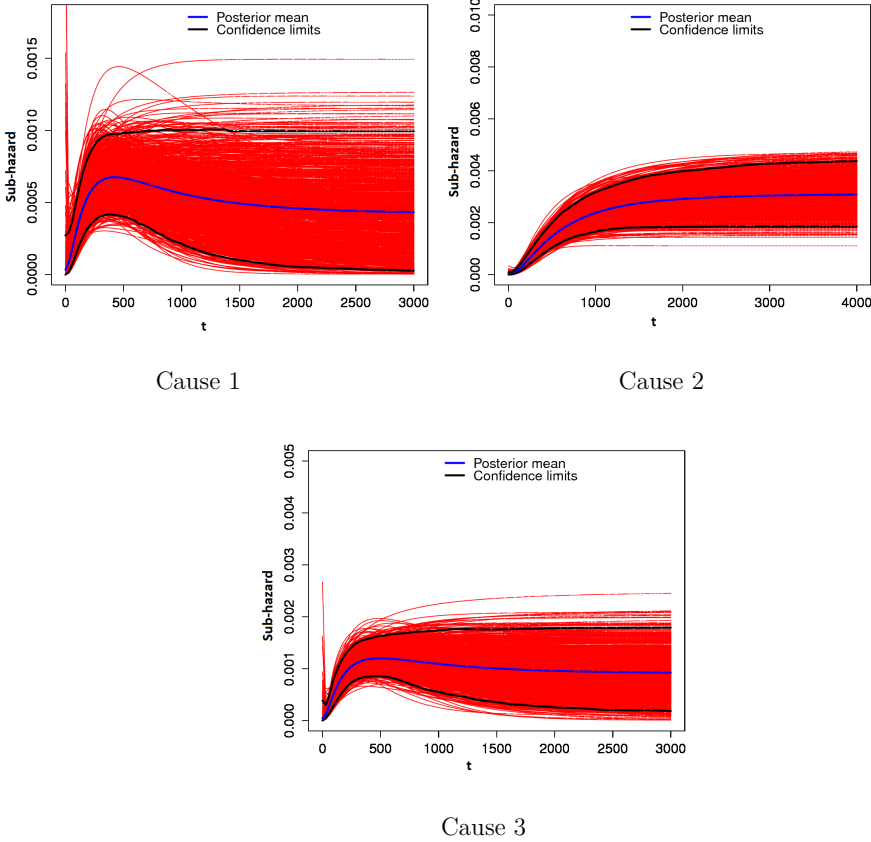 Posterior mean
Confidence limits
Sub-hazard
0.0000
0.0005
0.0010
0.0015
0 500 1000 1500 2000 2500 3000
t
Cause 1
Posterior mean
Confidence limits
Sub-hazard
0.000
0.002
0.004
0.006
0.008
0.010
0 1000 2000 3000 4000
t
Cause 2
Posterior mean
Confidence limits
Sub-hazard
0.000
0.001
0.002
0.003
0.004
0.005
0 500 1000 1500 2000 2500 3000
t
Cause 3